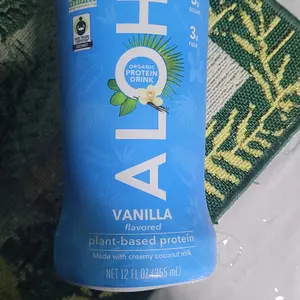 ALOH
ORGANIC
PROTEIN
DRINK
3g
VANILLA
flavored
plant-based protein
Made with creamy coconut milk
NET 12 FL OZ (355 mL)